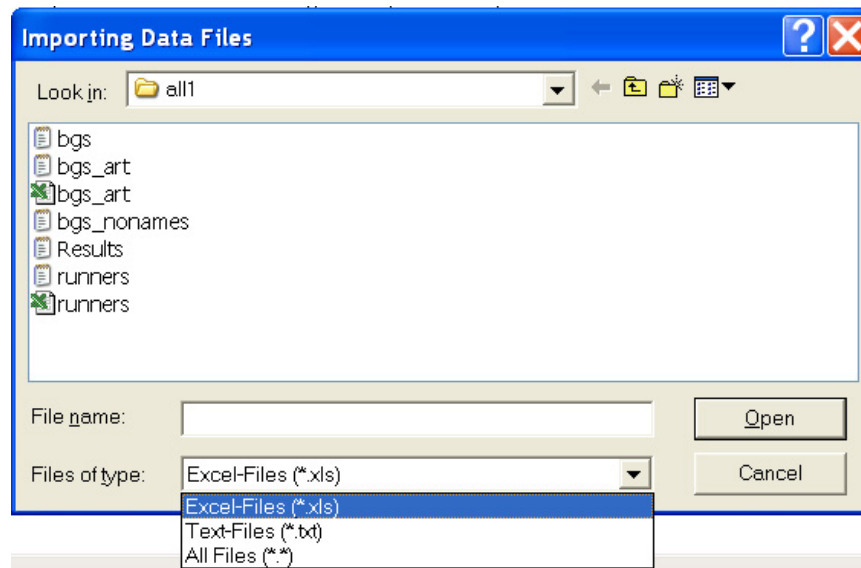 Importing Data Files
Look in: all1
bgs
bgs_art
bgs_art
bgs_nonames
Results
runners
runners
File name: Open
Files of type: Excel-Files (*.xls) Cancel
Excel-Files (*.xls)
Text-Files (*.txt)
All Files (*.*)